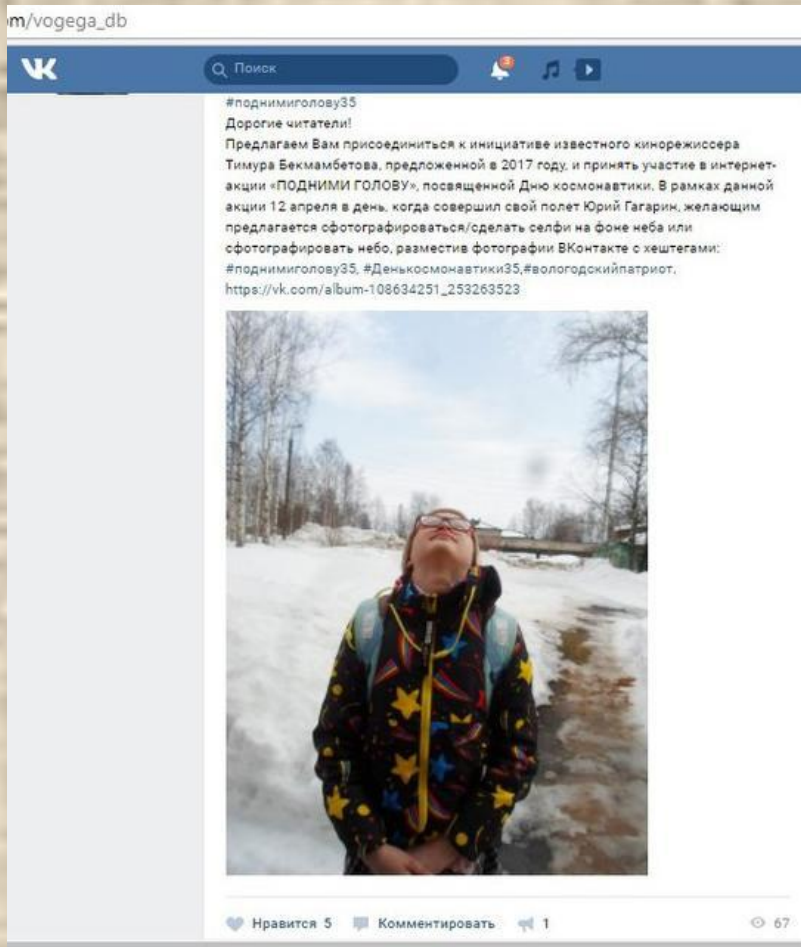 m/vogega_db
Поиск
3
#поднимиголову35
Дорогие читатели!
Предлагаем Вам присоединиться к инициативе известного кинорежиссера
Тимура Бекмамбетова, предложенной в 2017 году, и принять участие в интернет-
акции «ПОДНИМИ ГОЛОВУ», посвященной Дню космонавтики. В рамках данной
акции 12 апреля в день, когда совершил свой полет Юрий Гагарин, желающим
предлагается сфотографироваться/сделать селфи на фоне неба или
сфотографировать небо, разместив фотографии ВКонтакте с хештегами:
#поднимиголову35, #Денькосмонавтики35,#вологодскийпатриот.
https://vk.com/album-108634251_253263523
Нравится 5 Комментировать 1 67